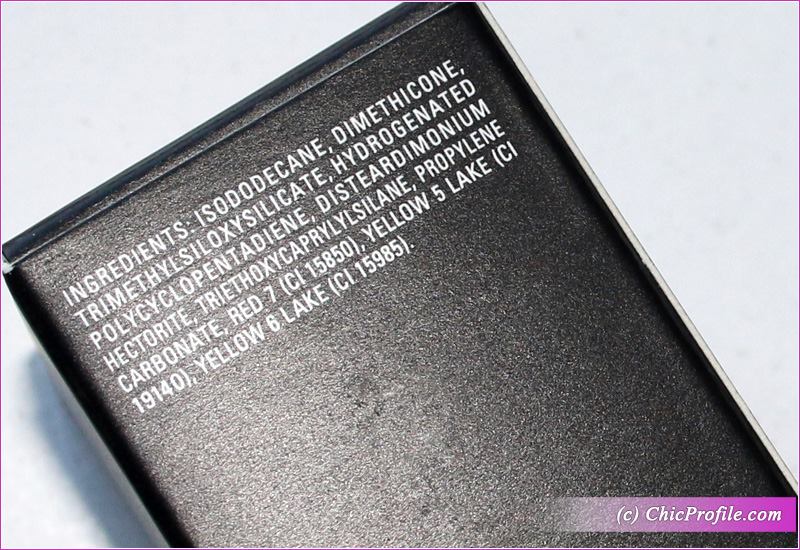 INGREDIENTS: ISODODECANE, DIMETHICONE,
TRIMETHYLSILOXYSILICATE, HYDROGENATED
POLYCYCLOPENTADIENE, DISTEARDIMONIUM
HECTORITE, TRIETHOXYCAPRYLYLSILANE, PROPYLENE
CARBONATE, RED 7 (CI 15850), YELLOW 5 LAKE (CI
19140), YELLOW 6 LAKE (CI 15985).
(c) ChicProfile.com